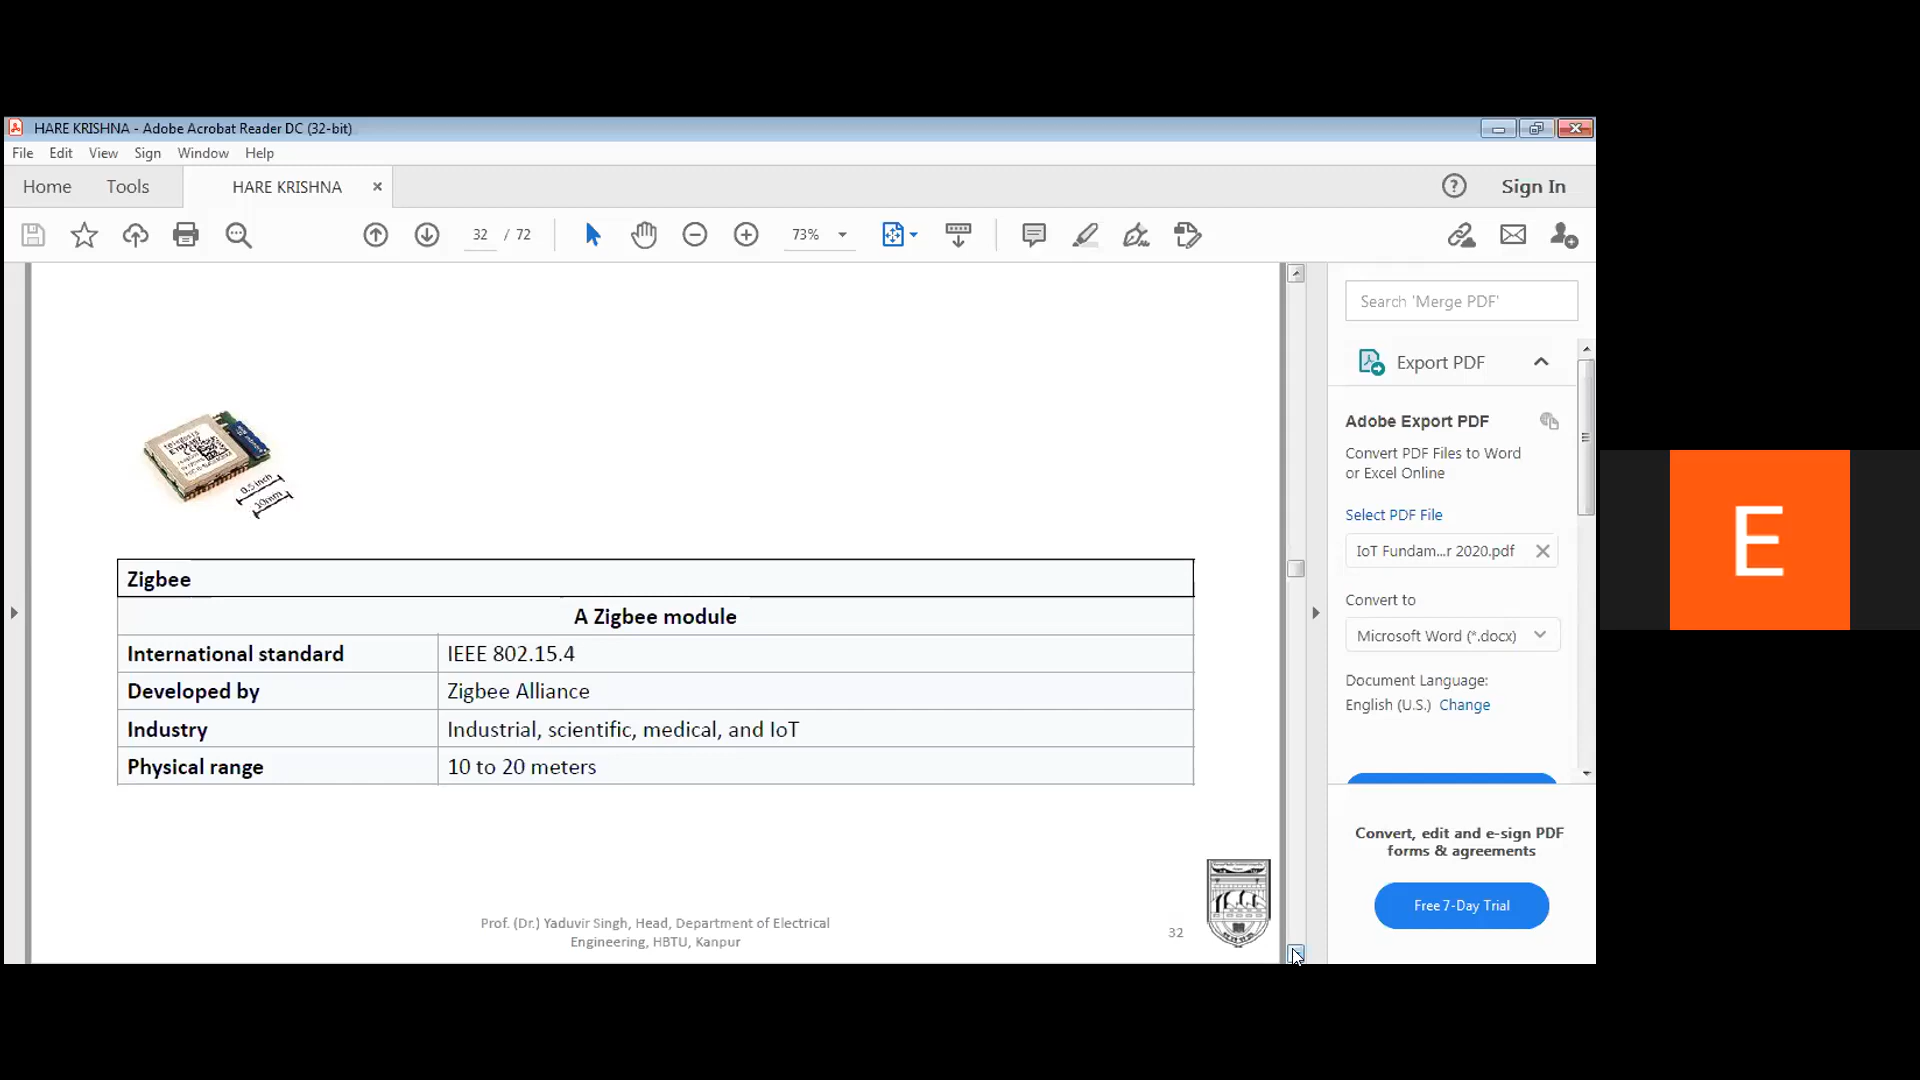 HARE KRISHNA - Adobe Acrobat Reader DC (32-bit)
File Edit View Sign Window Help
Home Tools HARE KRISHNA Sign In
32 / 72 73%
Search 'Merge PDF'
Export PDF
Adobe Export PDF
Convert PDF Files to Word
or Excel Online
Select PDF File
IoT Fundam...r 2020.pdf
Convert to
Microsoft Word (*.docx)
Document Language:
English (U.S.) Change
Convert, edit and e-sign PDF
forms & agreements
Free 7-Day Trial
0.5 inch
10mm
Zigbee
A Zigbee module
International standard IEEE 802.15.4
Developed by Zigbee Alliance
Industry Industrial, scientific, medical, and IoT
Physical range 10 to 20 meters
Prof. (Dr.) Yaduvir Singh, Head, Department of Electrical
Engineering, HBTU, Kanpur
32
E